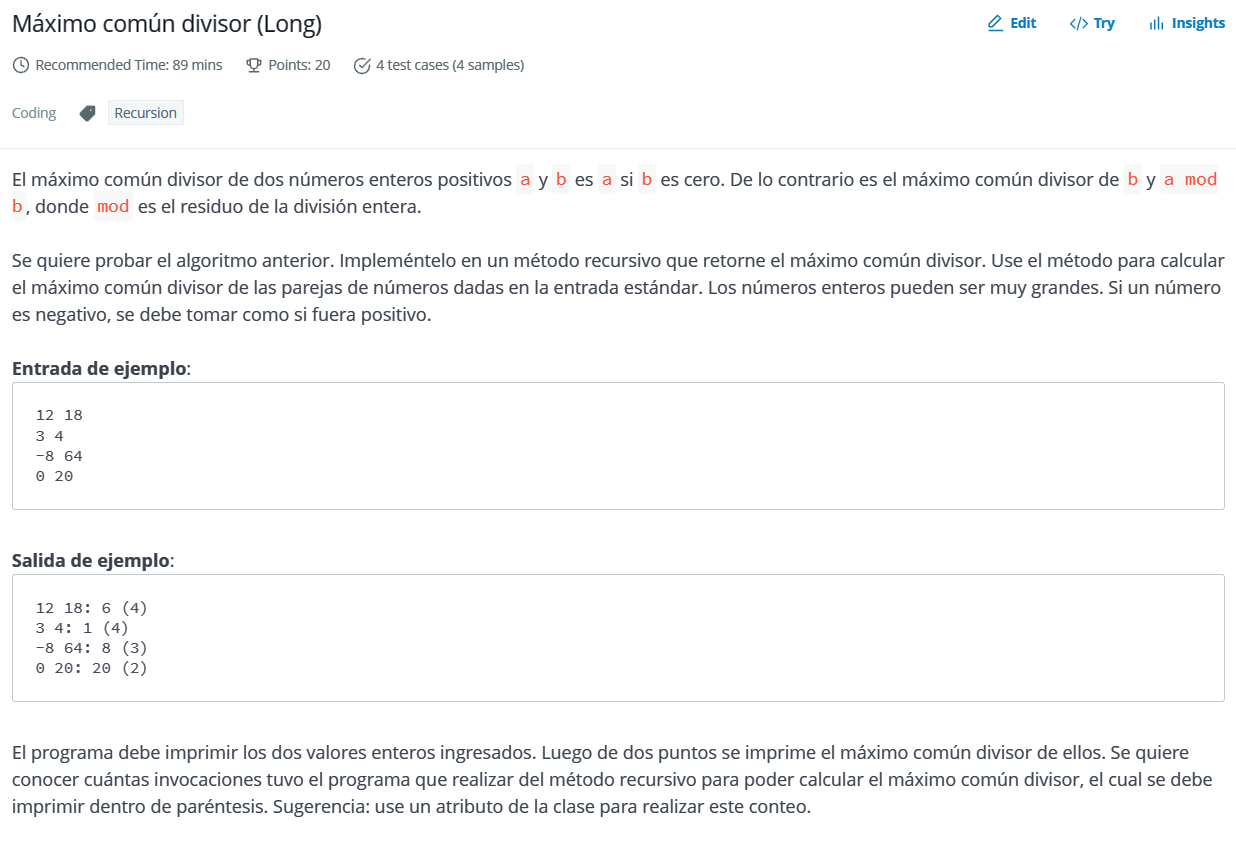 Máximo común divisor (Long)
Edit
</> Try
Insights
Recommended Time: 89 mins
Points: 20
4 test cases (4 samples)
Coding
Recursion
El máximo común divisor de dos números enteros positivos a y b es a si b es cero. De lo contrario es el máximo común divisor de b y a mod
b, donde mod es el residuo de la división entera.
Se quiere probar el algoritmo anterior. Impleméntelo en un método recursivo que retorne el máximo común divisor. Use el método para calcular
el máximo común divisor de las parejas de números dadas en la entrada estándar. Los números enteros pueden ser muy grandes. Si un número
es negativo, se debe tomar como si fuera positivo.
Entrada de ejemplo:
12 18
3 4
-8 64
0 20
Salida de ejemplo:
12 18: 6 (4)
3 4: 1 (4)
-8 64: 8 (3)
0 20: 20 (2)
El programa debe imprimir los dos valores enteros ingresados. Luego de dos puntos se imprime el máximo común divisor de ellos. Se quiere
conocer cuántas invocaciones tuvo el programa que realizar del método recursivo para poder calcular el máximo común divisor, el cual se debe
imprimir dentro de paréntesis. Sugerencia: use un atributo de la clase para realizar este conteo.